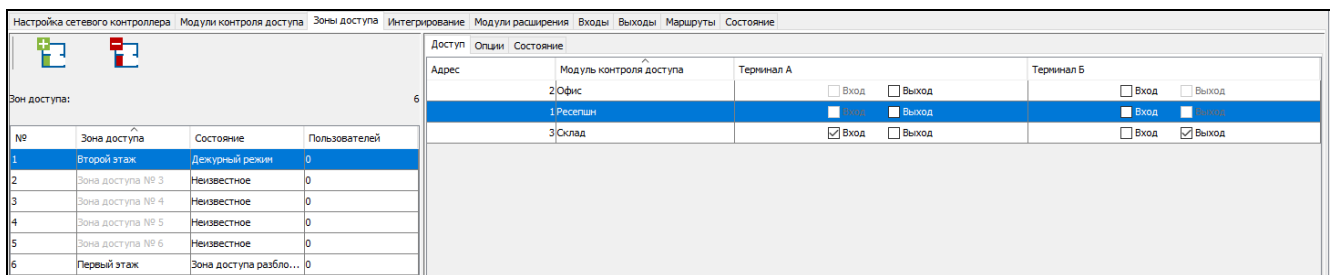 Настройка сетевого контроллера Модули контроля доступа Зоны доступа Интегрирование Модули расширения Входы Выходы Маршруты Состояние
Зон доступа: 6
№ Зона доступа Состояние Пользователей
1 Второй этаж Дежурный режим 0
2 Зона доступа № 3 Неизвестное 0
3 Зона доступа № 4 Неизвестное 0
4 Зона доступа № 5 Неизвестное 0
5 Зона доступа № 6 Неизвестное 0
6 Первый этаж Зона доступа разбло... 0
Доступ Опции Состояние
Адрес Модуль контроля доступа Терминал А Терминал Б
2 Офис Вход Выход Вход Выход
1 Ресепшн Вход Выход Вход Выход
3 Склад Вход Выход Вход Выход